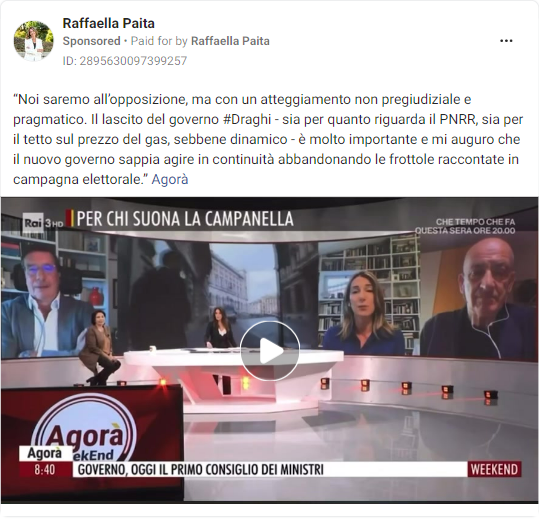 Raffaella Paita
Sponsored • Paid for by Raffaella Paita
ID: 2895630097399257
“Noi saremo all’opposizione, ma con un atteggiamento non pregiudiziale e
pragmatico. Il lascito del governo #Draghi - sia per quanto riguarda il PNRR, sia per
il tetto sul prezzo del gas, sebbene dinamico - è molto importante e mi auguro che
il nuovo governo sappia agire in continuità abbandonando le frottole raccontate in
campagna elettorale.” Agorà
Rai 3HD PER CHI SUONA LA CAMPANELLA
CHE TEMPO CHE FA
QUESTA SERA ORE 20.00
Agorà
ekEnd
Agorà
8:40 GOVERNO, OGGI IL PRIMO CONSIGLIO DEI MINISTRI WEEKEND